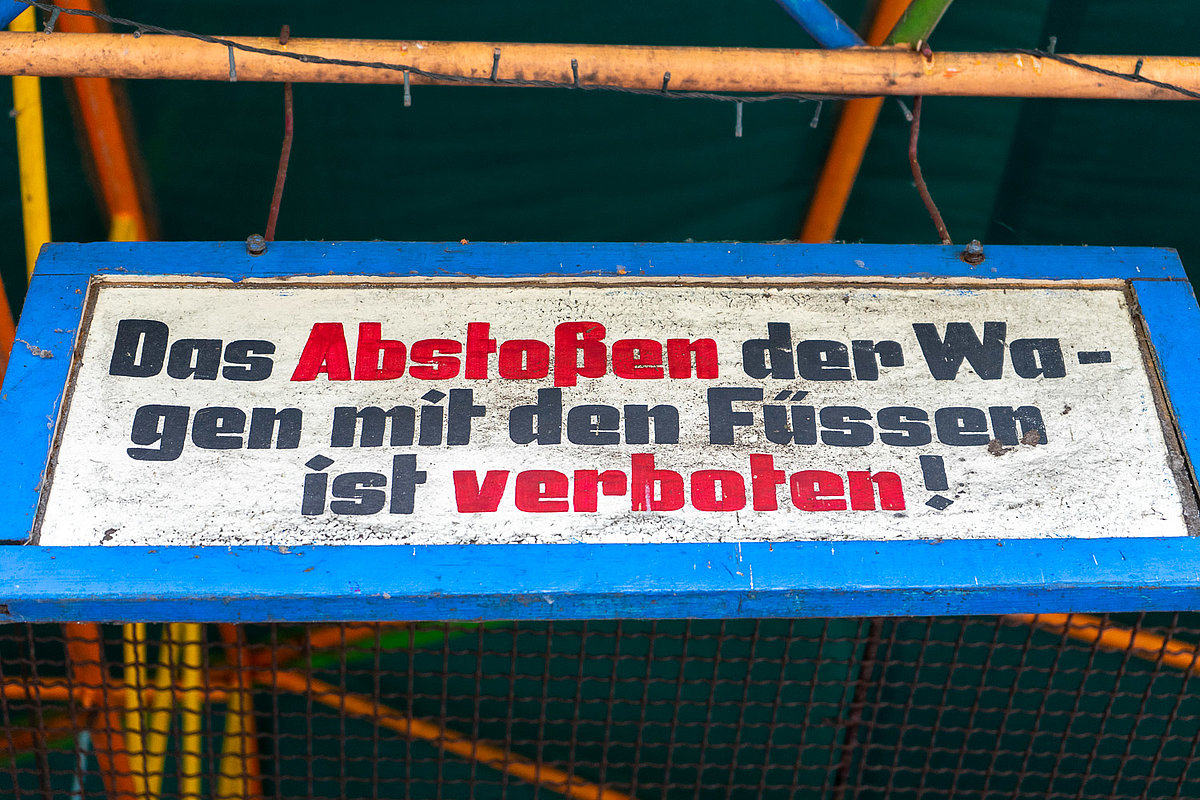 Das Abstoßen der Wa-
gen mit den Füssen
ist verboten!